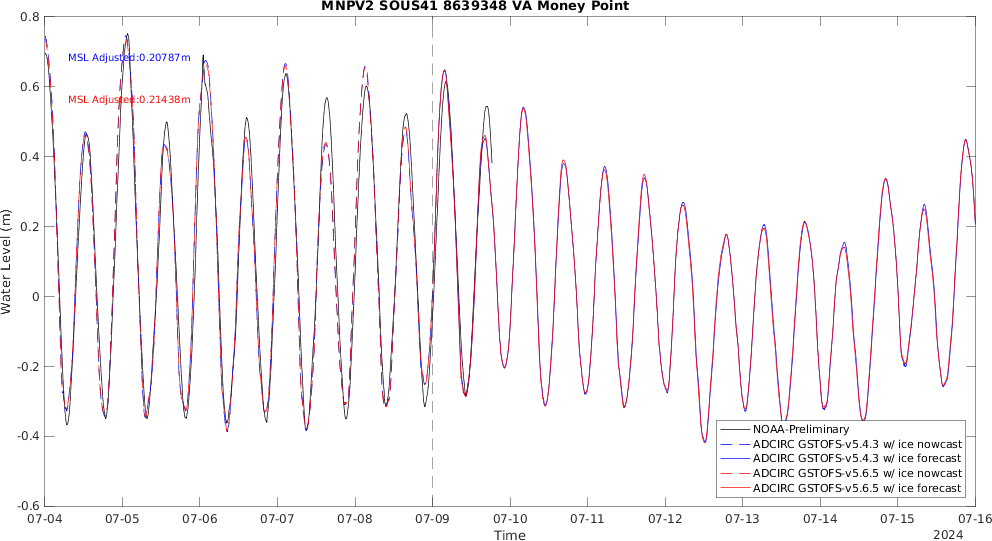 MNPV2 SOUS41 8639348 VA Money Point
0.8
0.6
0.4
0.2
0
-0.2
-0.4
-0.6
Water Level (m)
MSL Adjusted:0.20787m
MSL Adjusted:0.21438m
NOAA-Preliminary
ADCIRC GSTOFS-v5.4.3 w/ ice nowcast
ADCIRC GSTOFS-v5.4.3 w/ ice forecast
ADCIRC GSTOFS-v5.6.5 w/ ice nowcast
ADCIRC GSTOFS-v5.6.5 w/ ice forecast
07-04 07-05 07-06 07-07 07-08 07-09 07-10 07-11 07-12 07-13 07-14 07-15 07-16
Time
2024